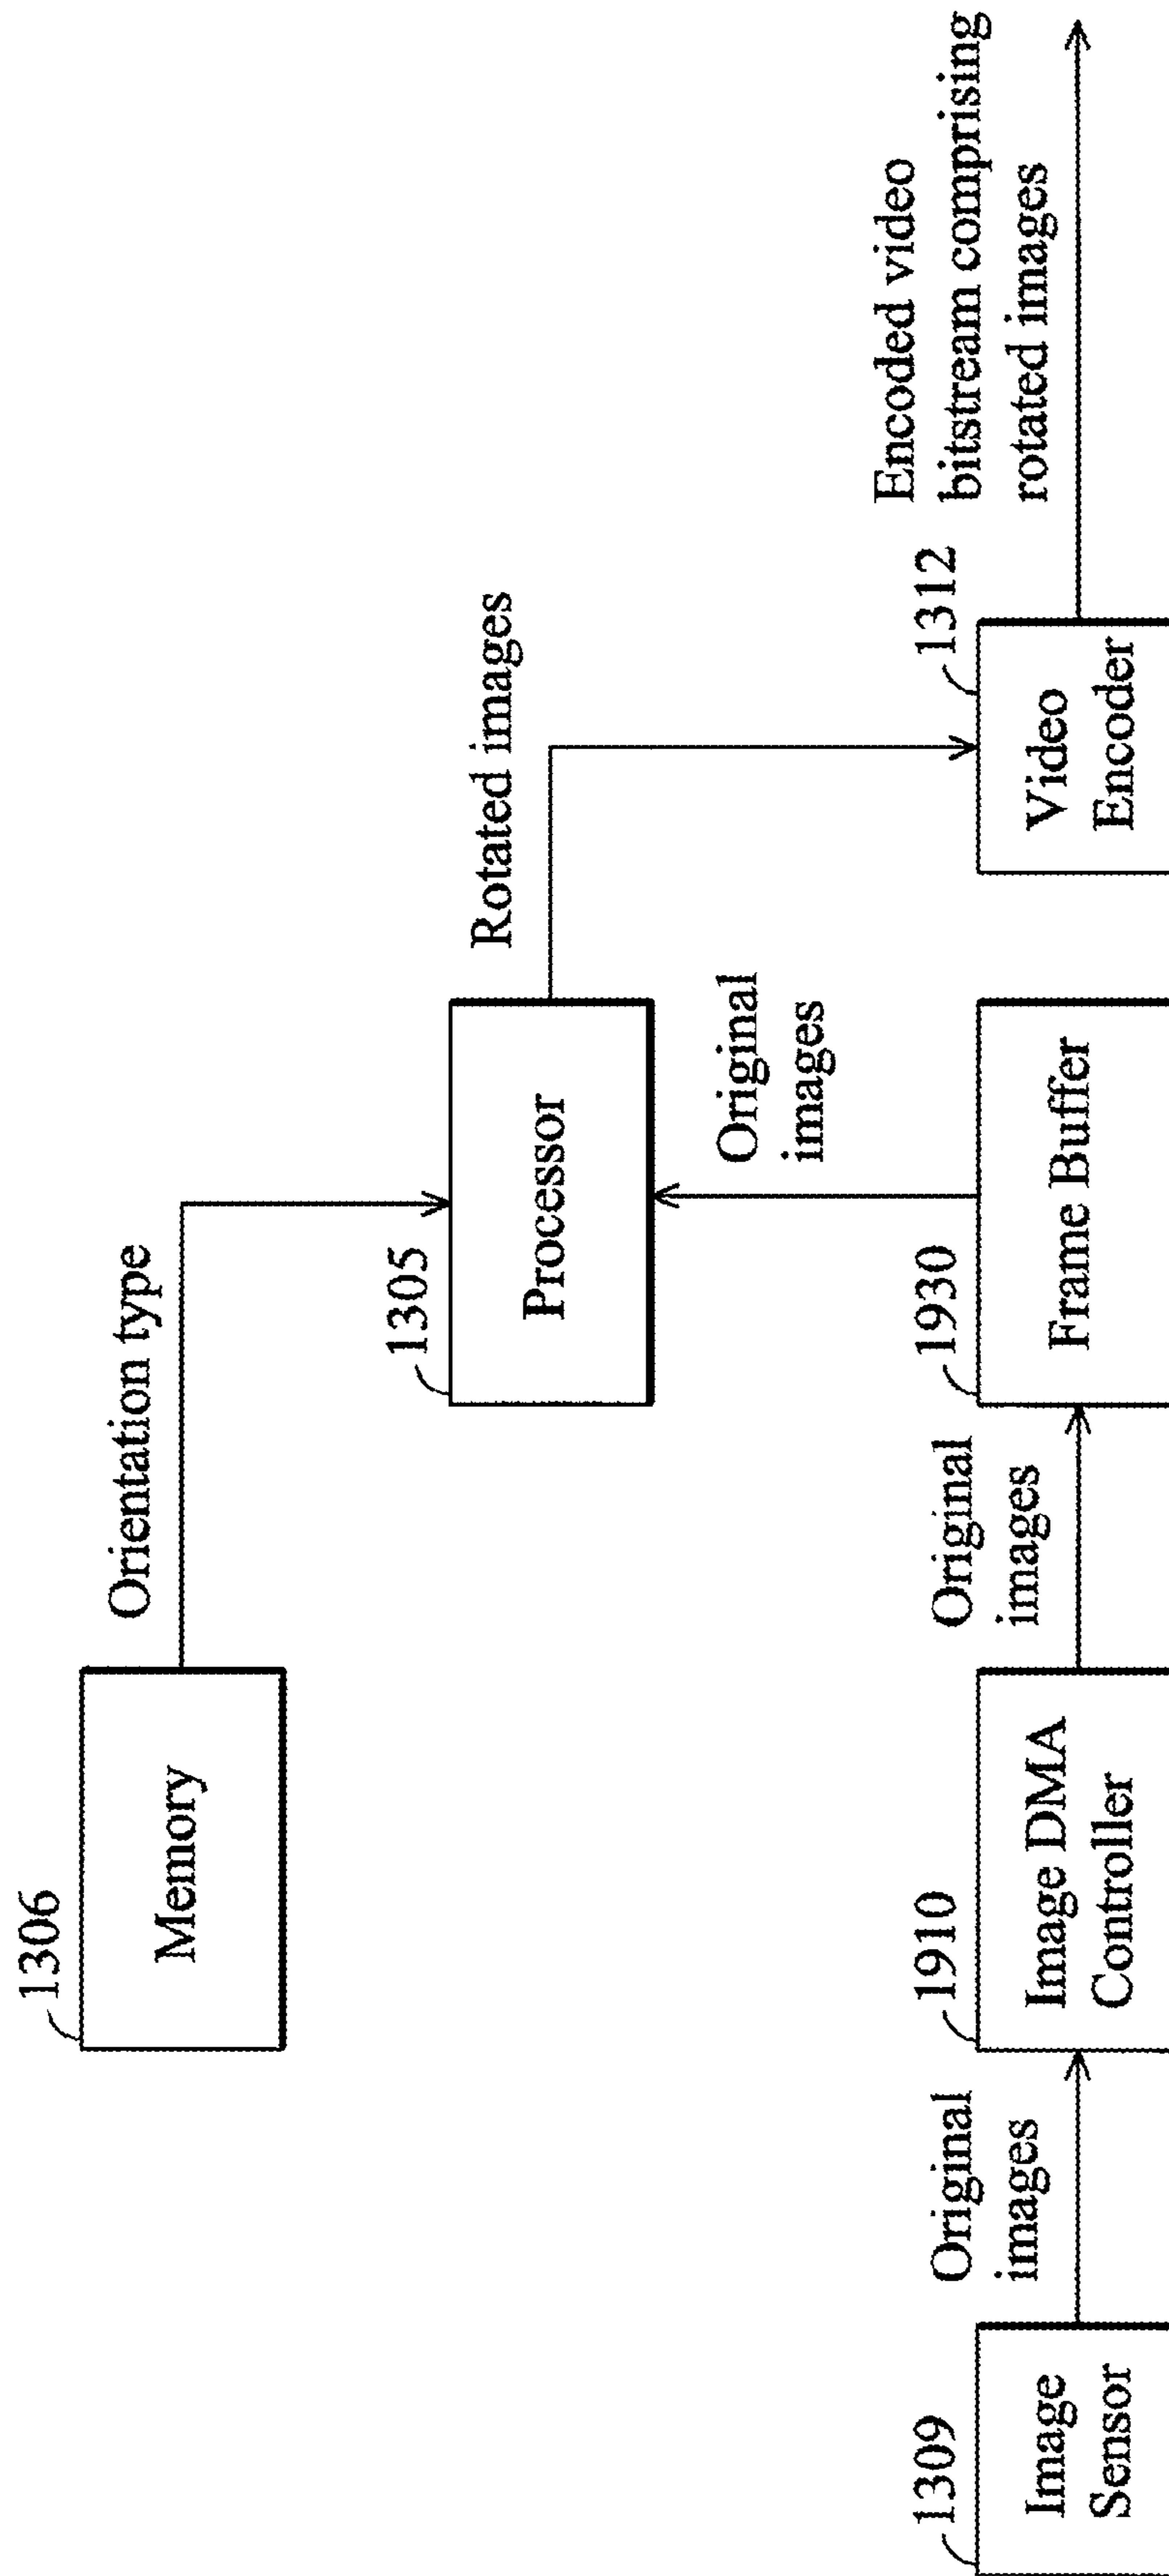 1306
Memory
Orientation type
1305
Processor
Rotated images
Original
images
1309
Image
Sensor
Original
images
1910
Image DMA
Controller
Original
images
1930
Frame Buffer
1312
Video
Encoder
Encoded video
bitstream comprising
rotated images